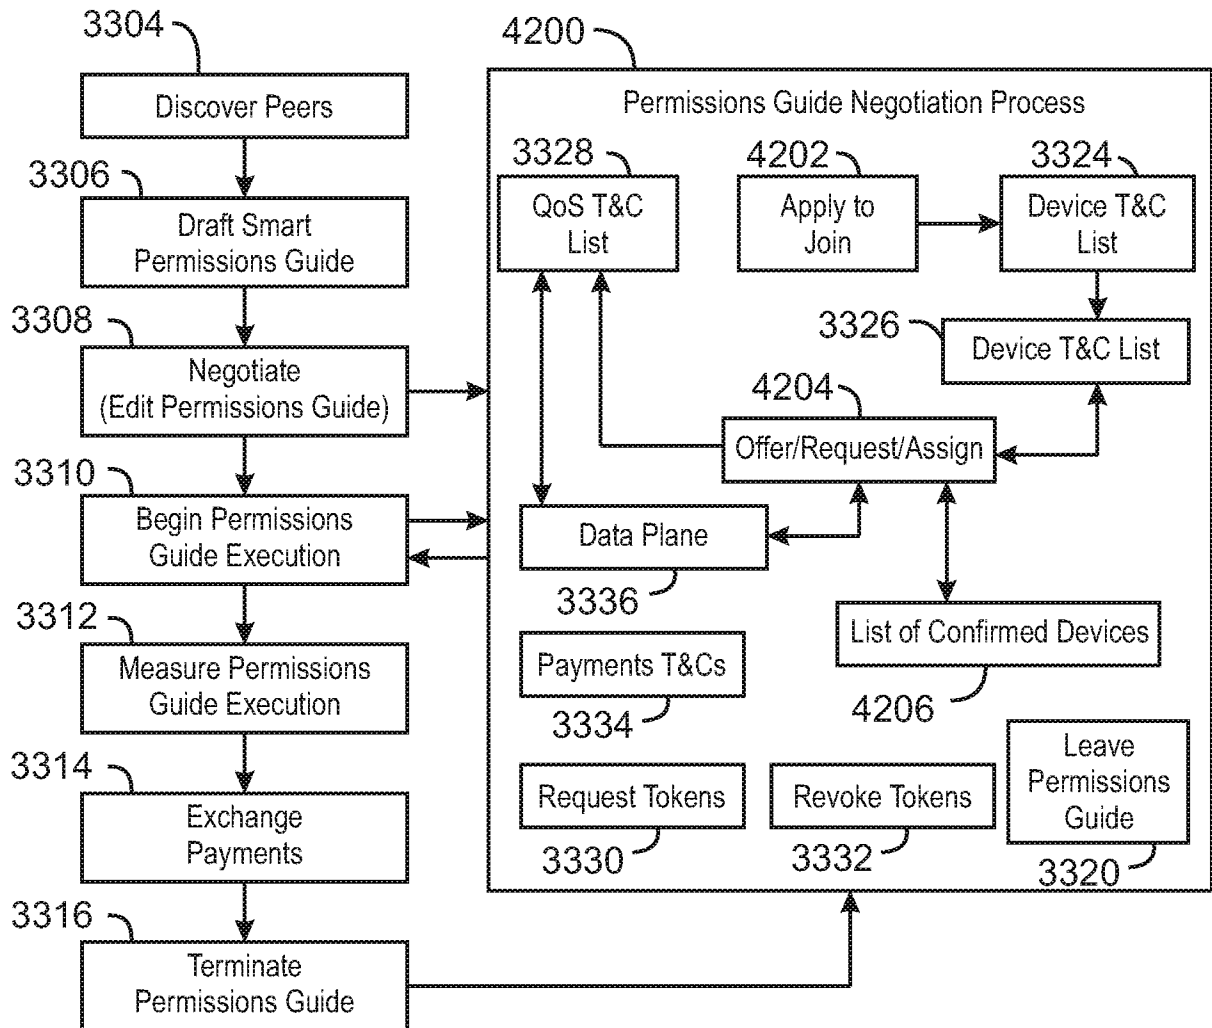 3304
Discover Peers
3306
Draft Smart
Permissions Guide
3308
Negotiate
(Edit Permissions Guide)
3310
Begin Permissions
Guide Execution
3312
Measure Permissions
Guide Execution
3314
Exchange
Payments
3316
Terminate
Permissions Guide
4200
Permissions Guide Negotiation Process
3328
QoS T&C
List
4202
Apply to
Join
3324
Device T&C
List
3326
Device T&C List
4204
Offer/Request/Assign
Data Plane
3336
List of Confirmed Devices
4206
Payments T&Cs
3334
Request Tokens
3330
Revoke Tokens
3332
Leave
Permissions
Guide
3320